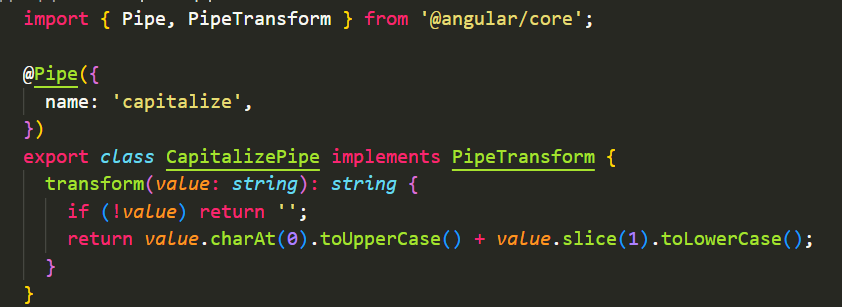 import { Pipe, PipeTransform } from '@angular/core';
@Pipe({
  name: 'capitalize',
})
export class CapitalizePipe implements PipeTransform {
  transform(value: string): string {
    if (!value) return '';
    return value.charAt(0).toUpperCase() + value.slice(1).toLowerCase();
  }
}